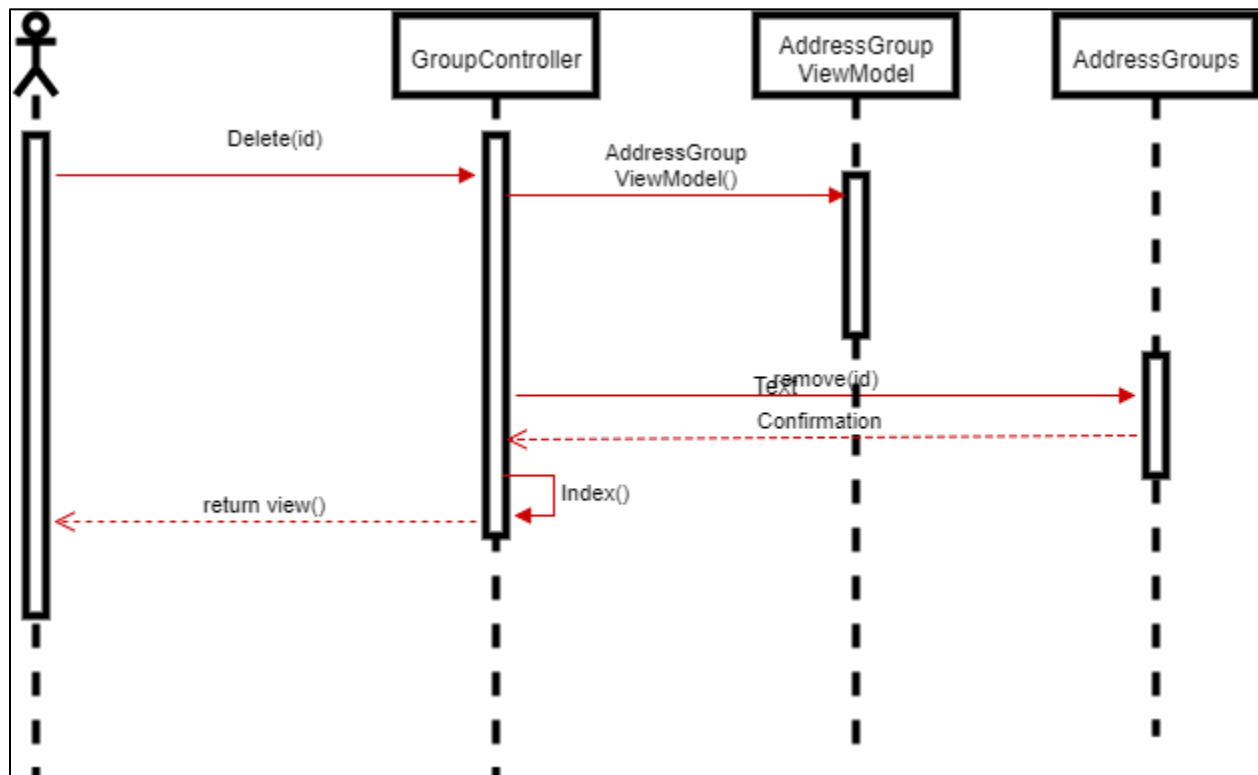 GroupController
AddressGroup
ViewModel
AddressGroups
Delete(id)
AddressGroup
ViewModel()
remove(id)
Text
Confirmation
Index()
return view()